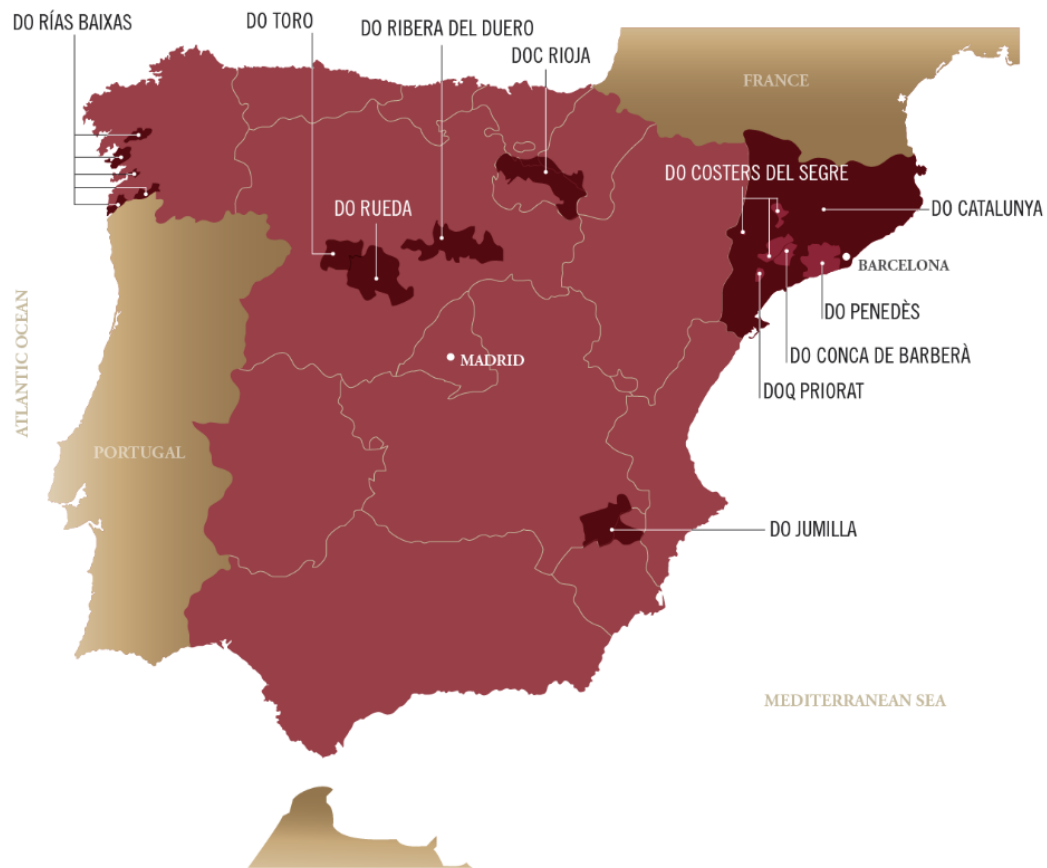 DO RÍAS BAIXAS
DO TORO
DO RIBERA DEL DUERO
DOC RIOJA
FRANCE
DO COSTERS DEL SEGRE
DO RUEDA
DO CATALUNYA
BARCELONA
DO PENEDÈS
ATLANTIC OCEAN
MADRID
DO CONCA DE BARBERÀ
DOQ PRIORAT
PORTUGAL
DO JUMILLA
MEDITERRANEAN SEA